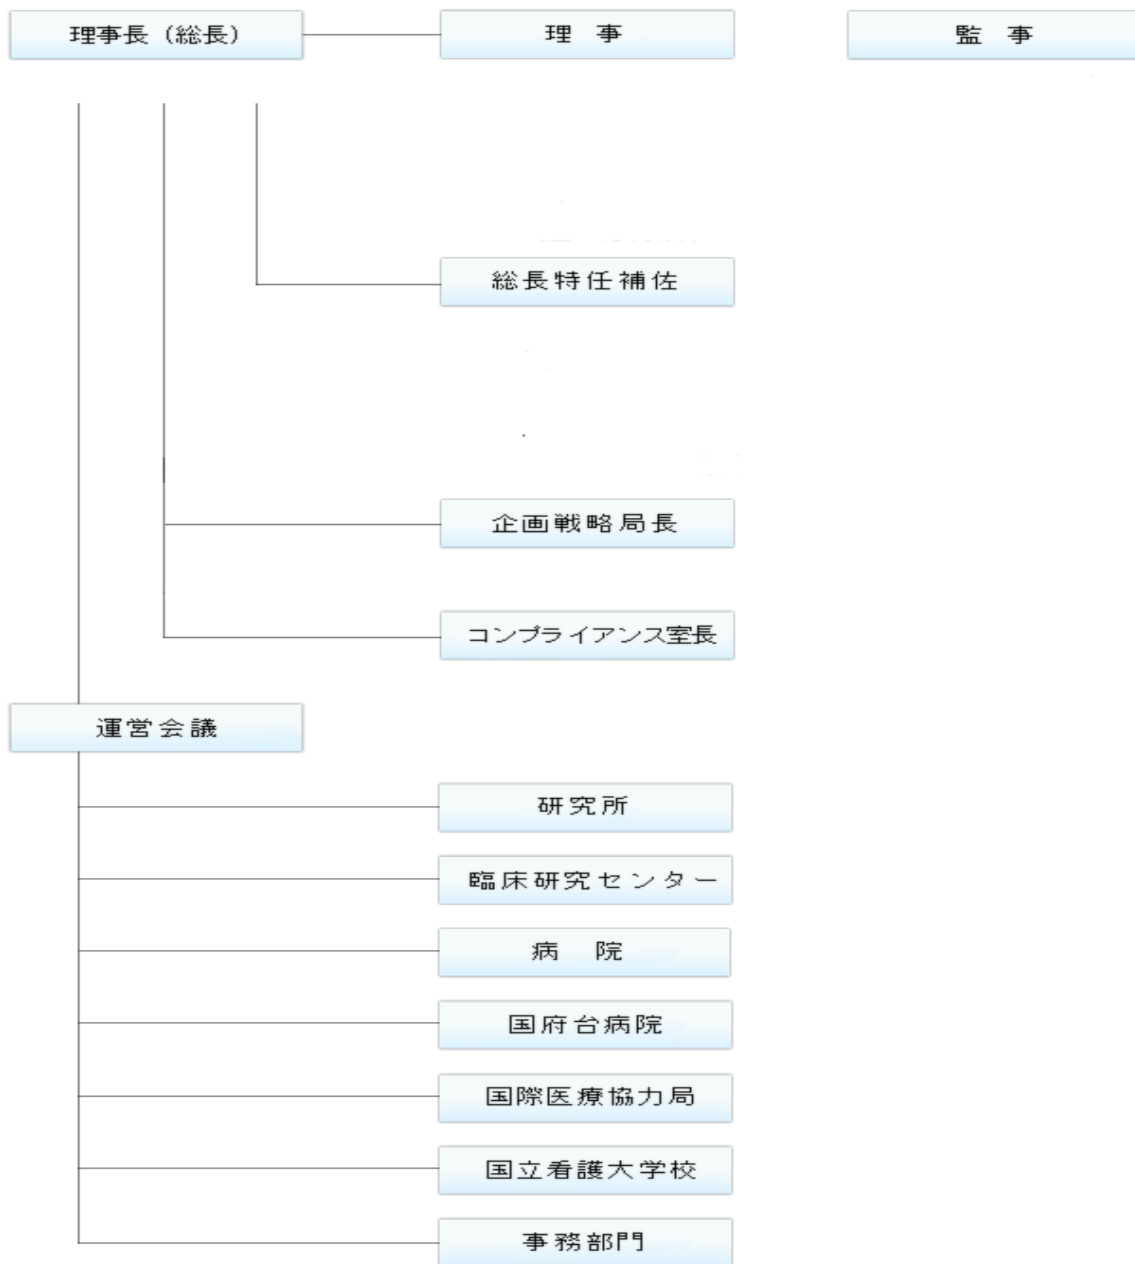 理事長（総長）
理　事
監　事
総長特任補佐
企画戦略局長
コンプライアンス室長
運営会議
研究所
臨床研究センター
病　院
国府台病院
国際医療協力局
国立看護大学校
事務部門